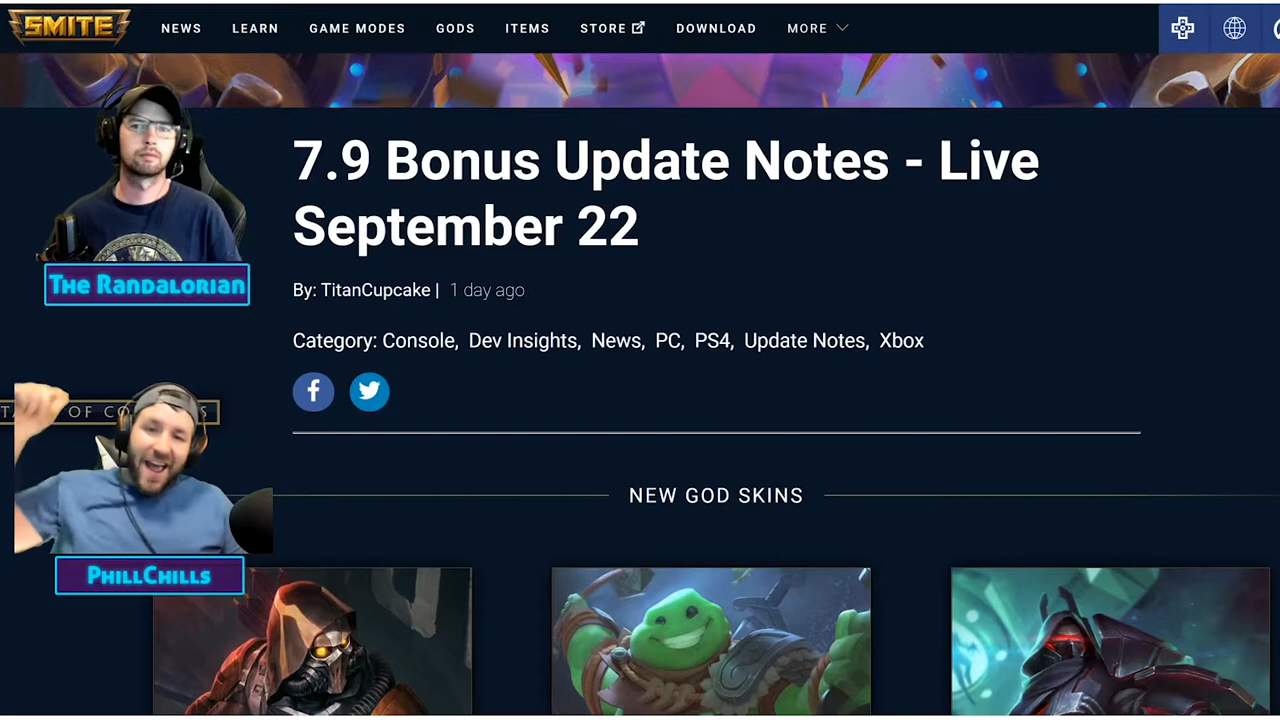 SMITE
NEWS
LEARN
GAME MODES
GODS
ITEMS
STORE
DOWNLOAD
MORE
7.9 Bonus Update Notes - Live
September 22
By: TitanCupcake | 1 day ago
Category: Console, Dev Insights, News, PC, PS4, Update Notes, Xbox
The Randalorian
NEW GOD SKINS
PhillChills